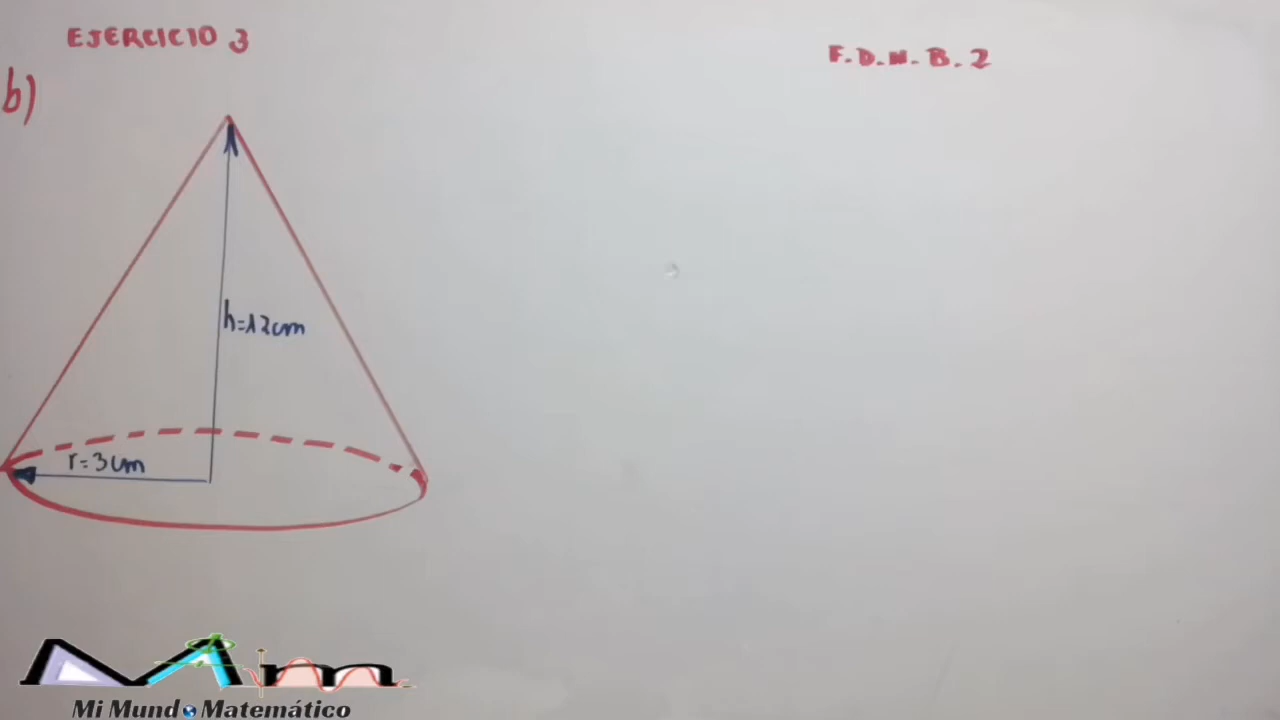 EJERCICIO 3
F.D.N.B.2
b)
h=12cm
r=3cm
Mi Mundo Matemático